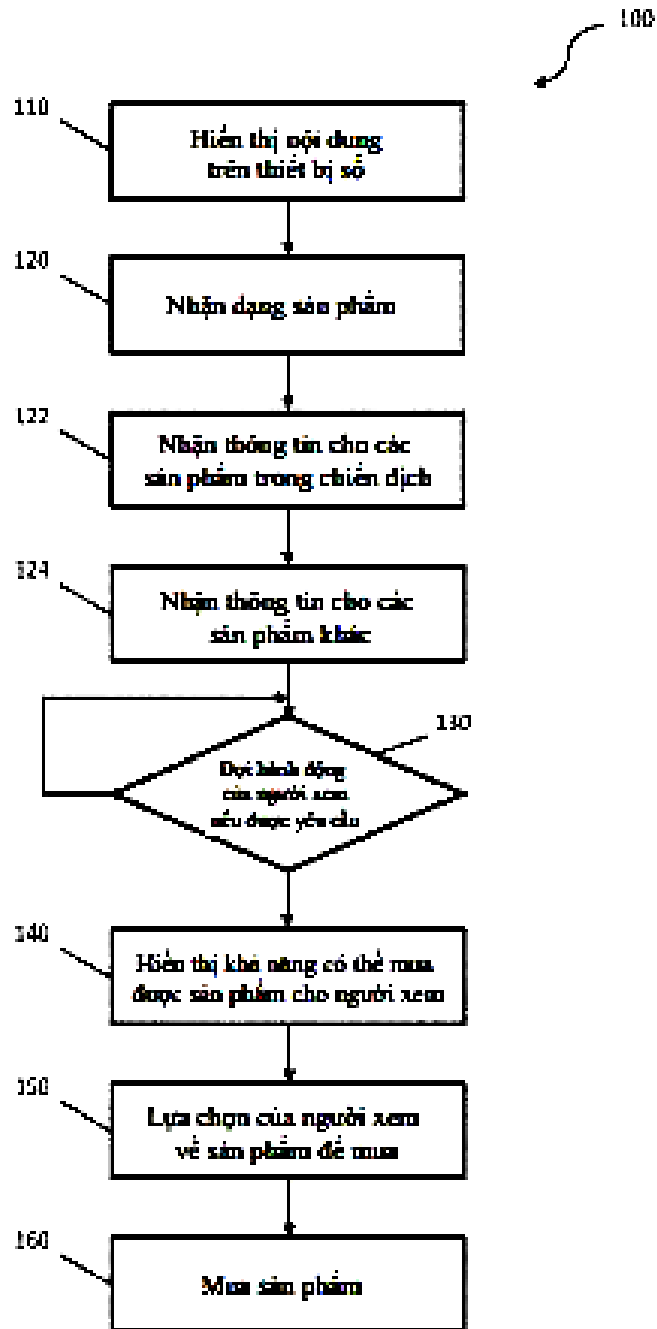 100
110
Hiển thị nội dung
trên thiết bị số
120
Nhận dạng sản phẩm
122
Nhận thông tin cho các
sản phẩm trong chiến dịch
124
Nhận thông tin cho các
sản phẩm khác
130
Đợi hành động
của người xem
nếu được yêu cầu
140
Hiển thị khả năng có thể mua
được sản phẩm cho người xem
150
Lựa chọn của người xem
về sản phẩm để mua
160
Mua sản phẩm